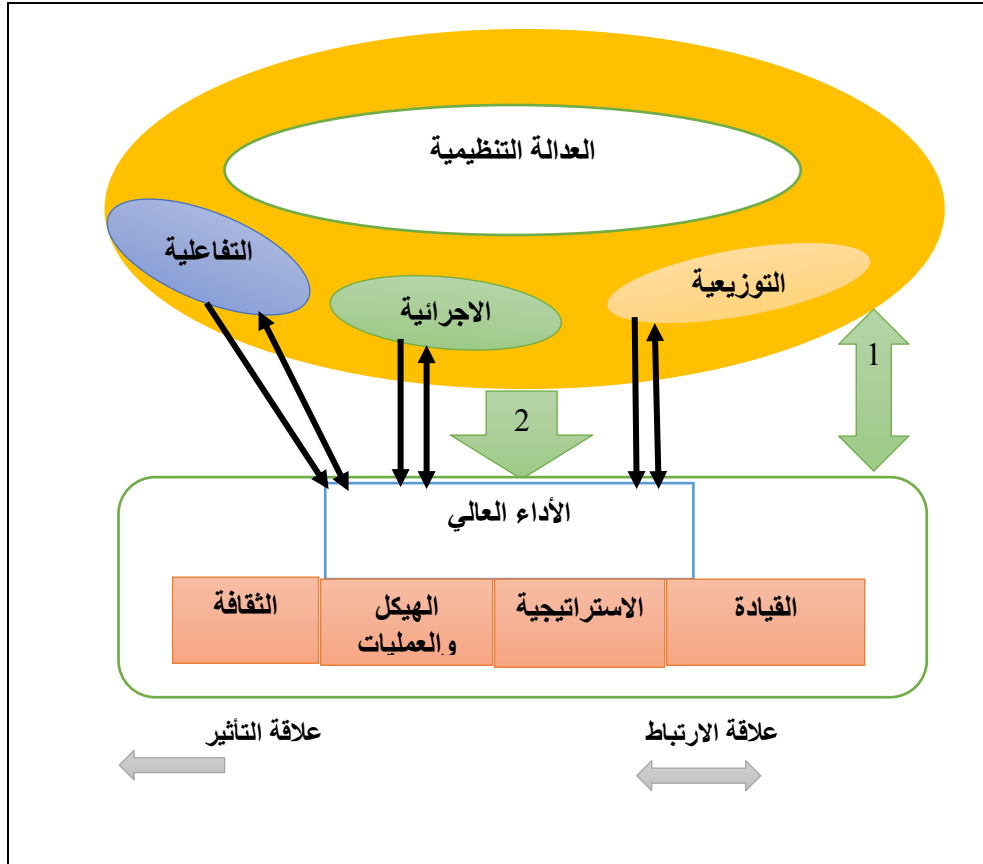 العدالة التنظيمية
التوزيعية
الاجرائية
التفاعلية
1
2
الأداء العالي
القيادة
الاستراتيجية
الهيكل
والعمليات
الثقافة
علاقة الارتباط
علاقة التأثير